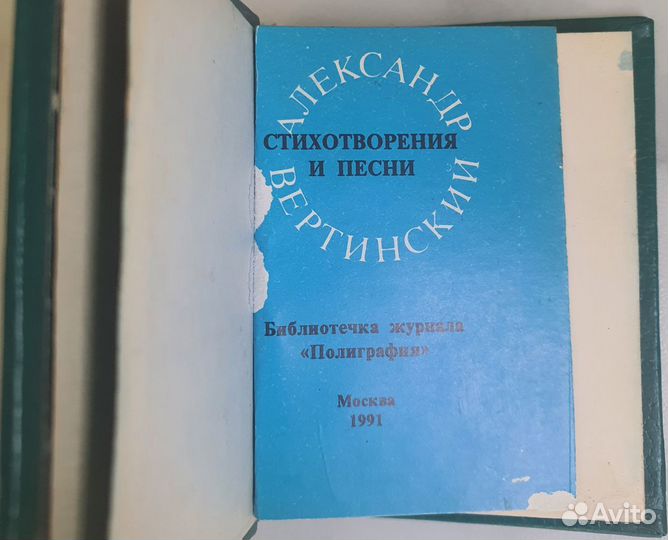 АЛЕКСАНДР
СТИХОТВОРЕНИЯ
И ПЕСНИ
ВЕРТИНСКИЙ
Библиотечка журнала
«Полиграфия»
Москва
1991
Avito